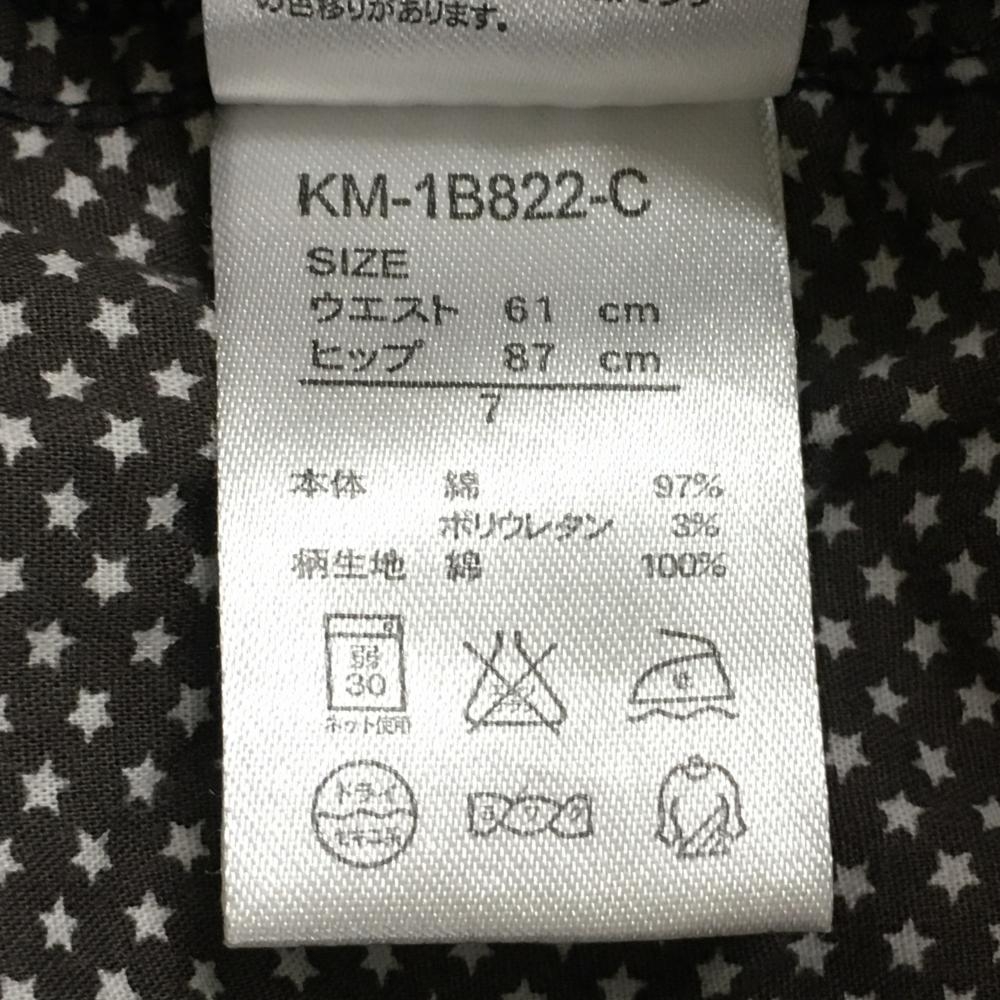 の色移りがあります。
KM-1B822-C
SIZE
ウエスト 61 cm
ヒップ 87 cm
7
本体 綿 97%
ポリウレタン 3%
柄生地 綿 100%
弱
30
ネット使用
ドライ
セキユ系